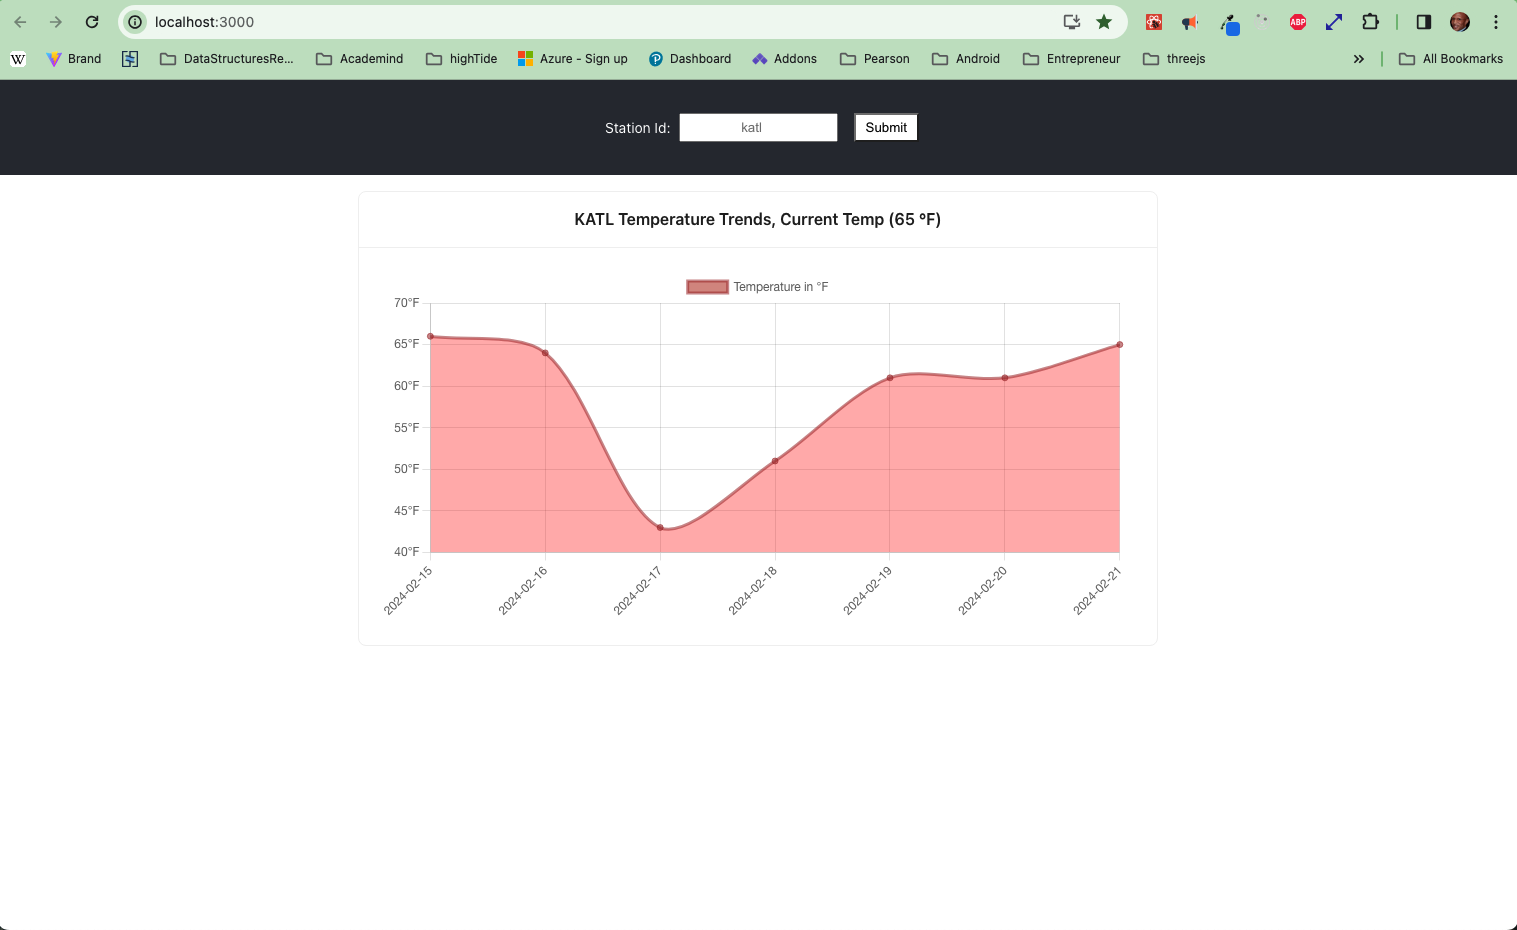 localhost:3000
W Brand DataStructuresRe... Academind highTide Azure - Sign up Dashboard Addons Pearson Android Entrepreneur threejs » All Bookmarks
ABP
Station Id: katl Submit
KATL Temperature Trends, Current Temp (65 °F)
Temperature in °F
70°F
65°F
60°F
55°F
50°F
45°F
40°F
2024-02-15 2024-02-16 2024-02-17 2024-02-18 2024-02-19 2024-02-20 2024-02-21